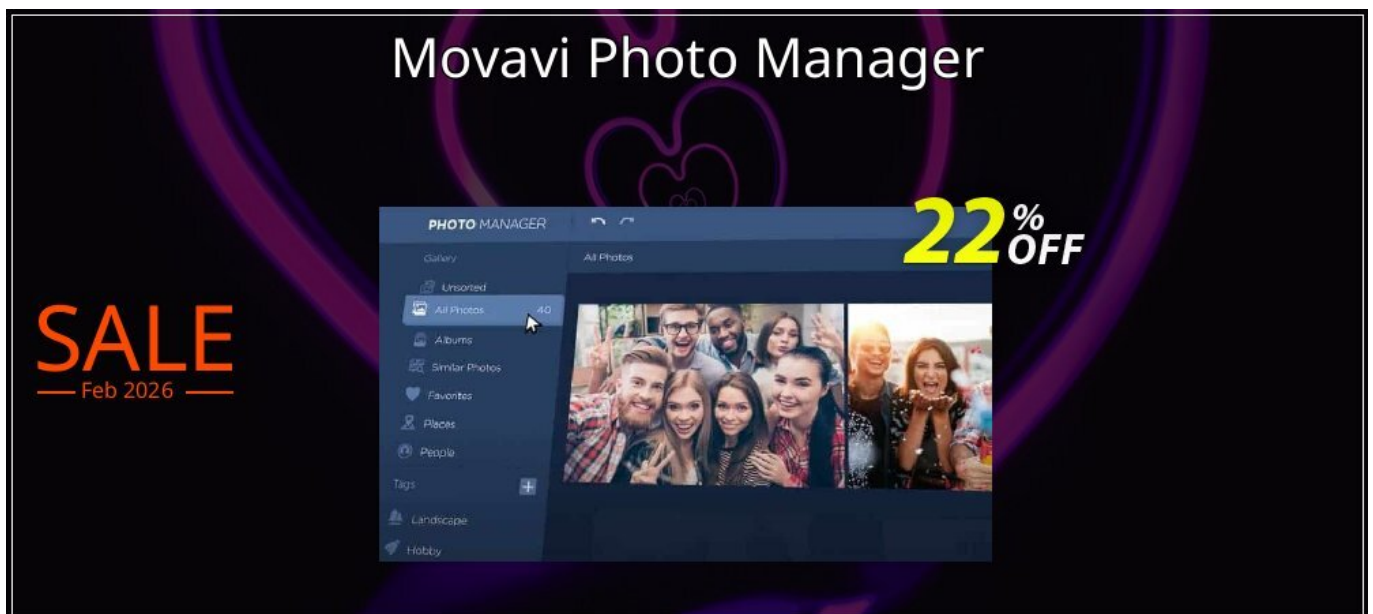 Movavi Photo Manager
22% OFF
SALE
Feb 2026
PHOTO MANAGER
Gallery
All Photos
Unsorted
All Photos 40
Albums
Similar Photos
Favorites
Places
People
Tags
Landscape
Hobby